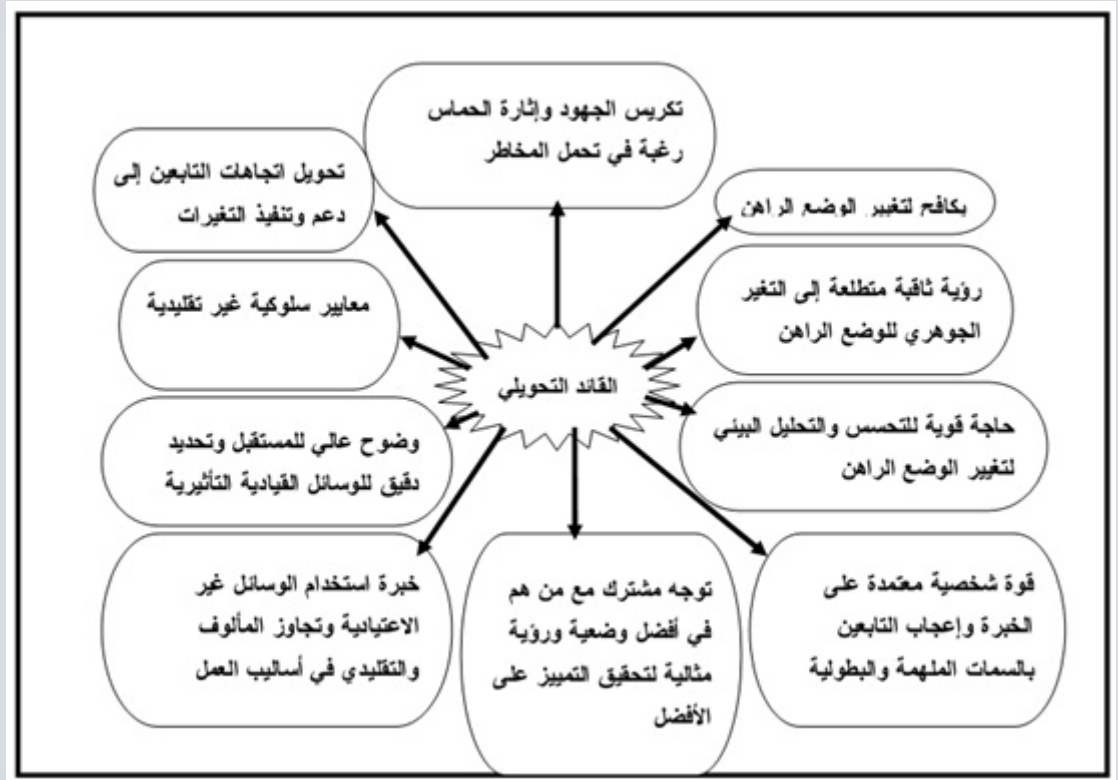 تكريس الجهود وإثارة الحماس
رغبة في تحمل المخاطر
يكافح لتغيير الوضع الراهن
رؤية ثاقبة متطلعة إلى التغير
الجوهري للوضع الراهن
حاجة قوية للتحسس والتحليل البيئي
لتغيير الوضع الراهن
قوة شخصية معتمدة على
الخبرة وإعجاب التابعين
بالسمات الملهمة والبطولية
توجه مشترك مع من هم
في أفضل وضعية ورؤية
مثالية لتحقيق التمييز على
الأفضل
خبرة استخدام الوسائل غير
الاعتيادية وتجاوز المألوف
والتقليدي في أساليب العمل
وضوح عالي للمستقبل وتحديد
دقيق للوسائل القيادية التأثيرية
معايير سلوكية غير تقليدية
تحويل اتجاهات التابعين إلى
دعم وتنفيذ التغيرات
القائد التحويلي